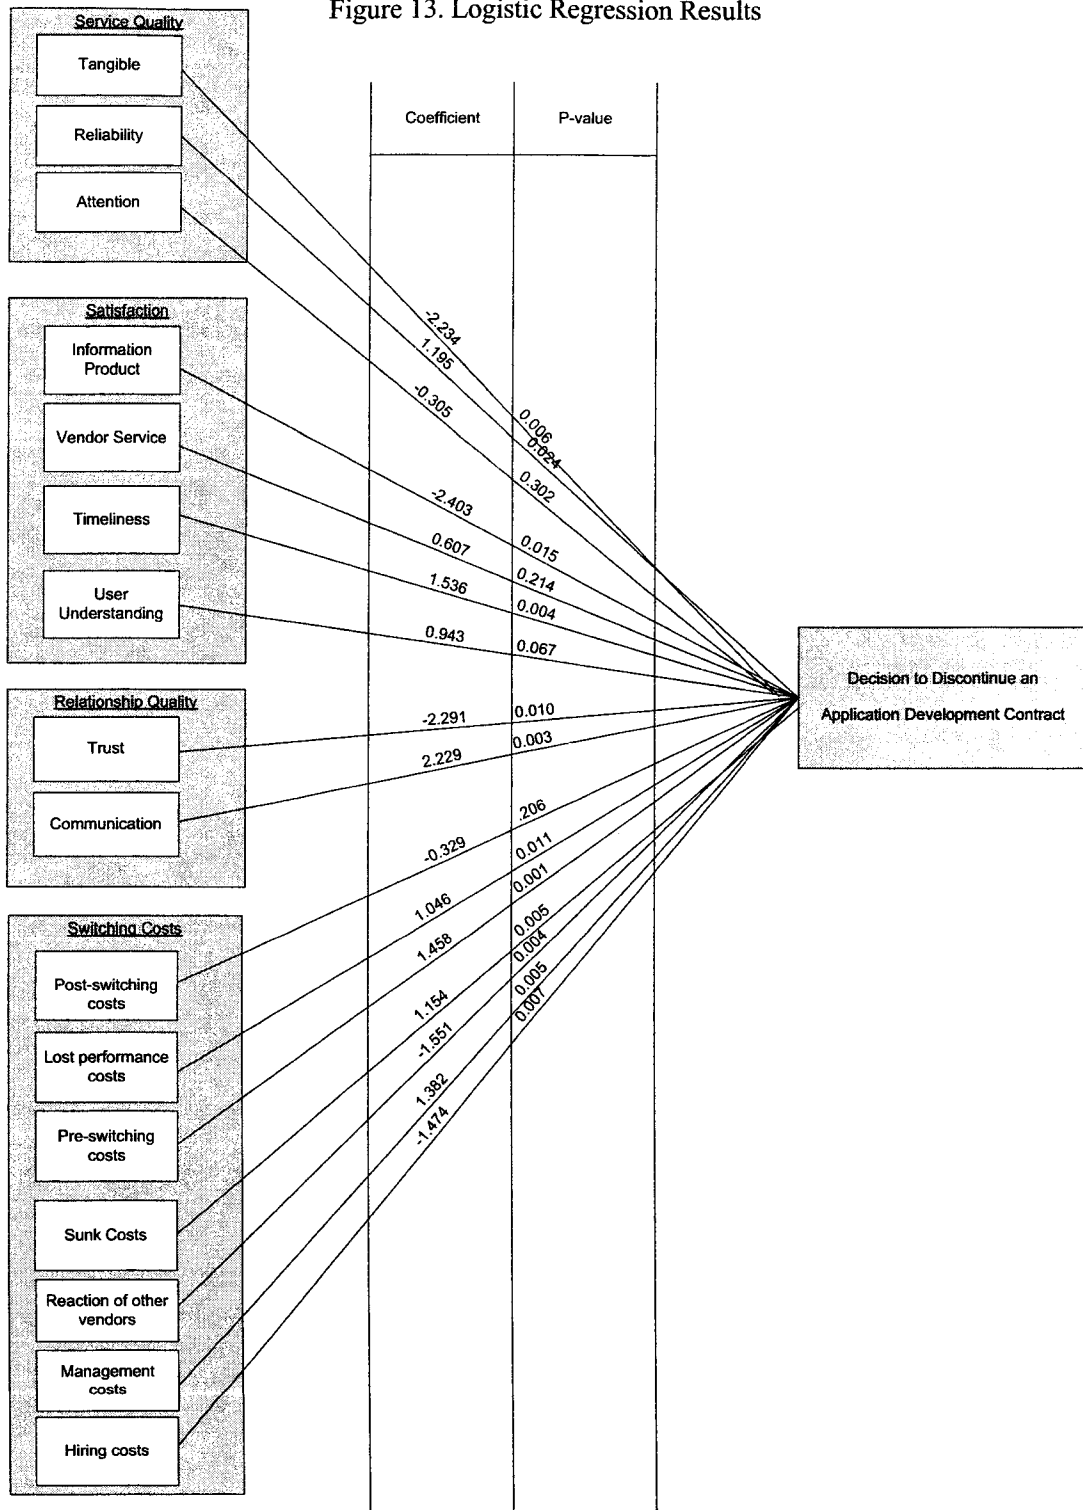 Figure 13. Logistic Regression Results
Service Quality
Tangible
Reliability
Attention
Coefficient
P-value
Satisfaction
Information
Product
Vendor Service
Timeliness
User
Understanding
Relationship Quality
Trust
Communication
Switching Costs
Post-switching
costs
Lost performance
costs
Pre-switching
costs
Sunk Costs
Reaction of other
vendors
Management
costs
Hiring costs
-2.234
1.195
-0.305
-2.403
0.607
1.536
0.943
-2.291
2.229
-0.329
1.046
1.458
1.154
-1.551
1.382
-1.474
0.006
0.024
0.302
0.015
0.214
0.004
0.067
0.010
0.003
.206
0.011
0.001
0.005
0.004
0.005
0.007
Decision to Discontinue an
Application Development Contract